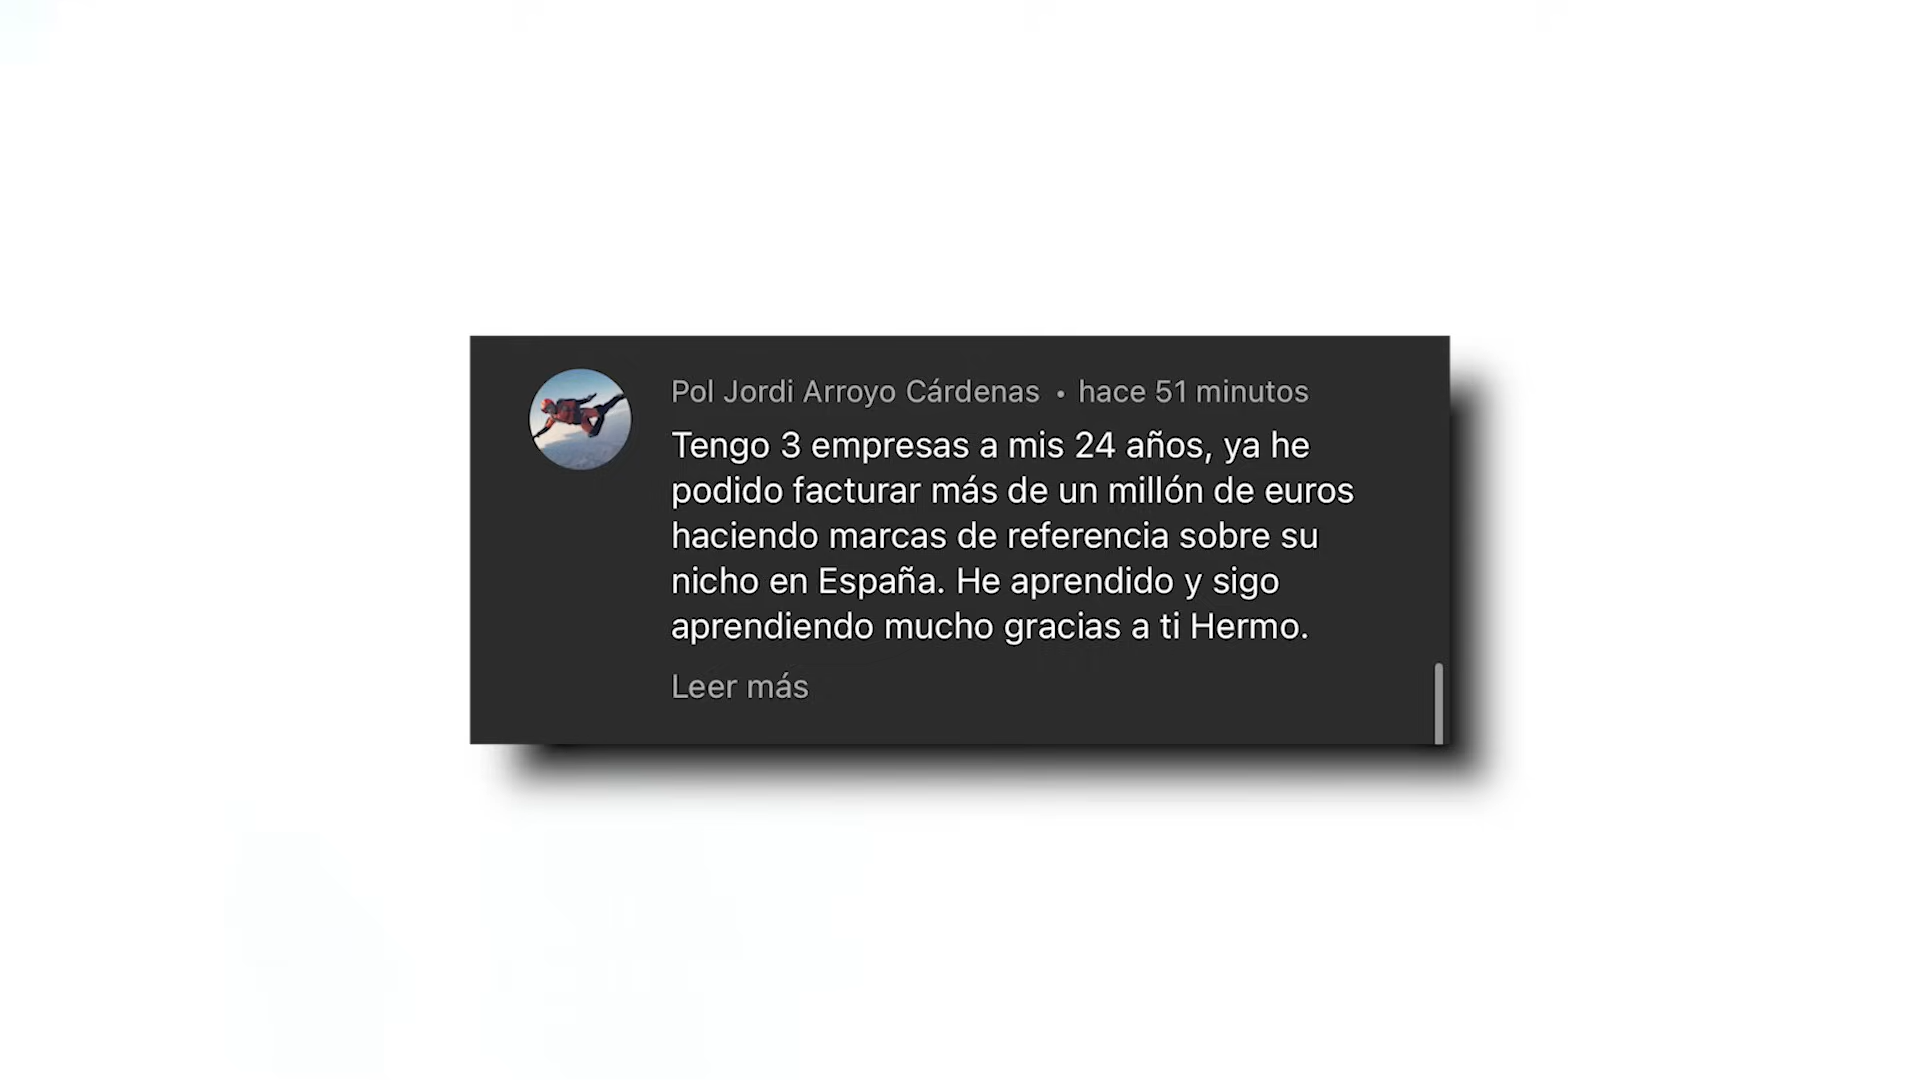 Pol Jordi Arroyo Cárdenas • hace 51 minutos
Tengo 3 empresas a mis 24 años, ya he
podido facturar más de un millón de euros
haciendo marcas de referencia sobre su
nicho en España. He aprendido y sigo
aprendiendo mucho gracias a ti Hermo.
Leer más